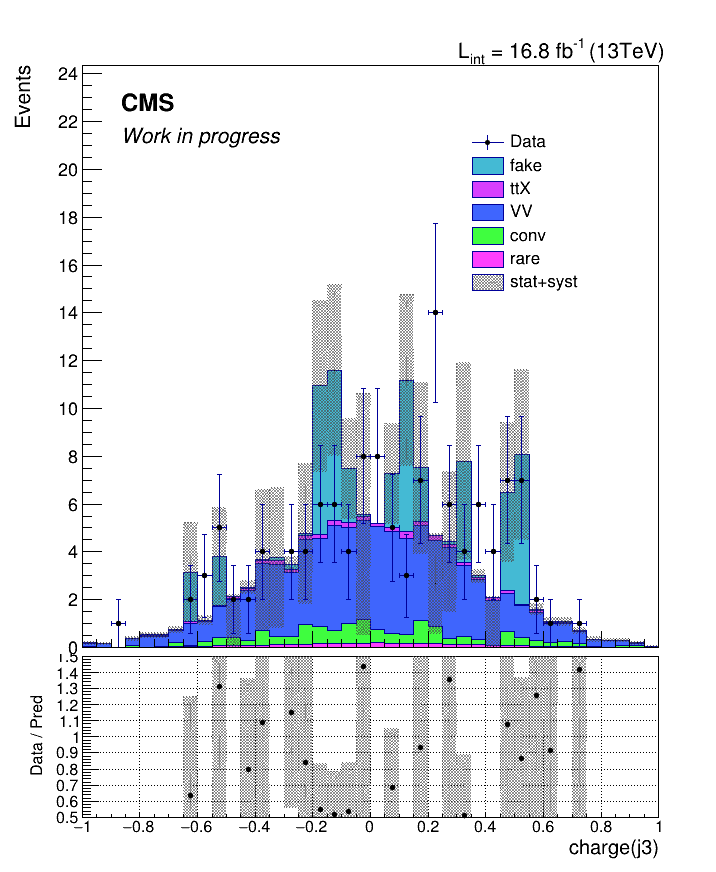 L_int = 16.8 fb^-1 (13TeV)
Events
24
22
20
18
16
14
12
10
8
6
4
2
0
CMS
Work in progress
Data
fake
ttX
VV
conv
rare
stat+syst
Data / Pred
1.5
1.4
1.3
1.2
1.1
1
0.9
0.8
0.7
0.6
0.5
−1 −0.8 −0.6 −0.4 −0.2 0 0.2 0.4 0.6 0.8 1
charge(j3)